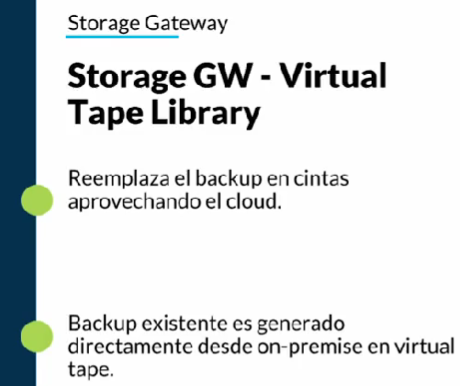 Storage Gateway
Storage GW - Virtual
Tape Library
Reemplaza el backup en cintas
aprovechando el cloud.
Backup existente es generado
directamente desde on-premise en virtual
tape.